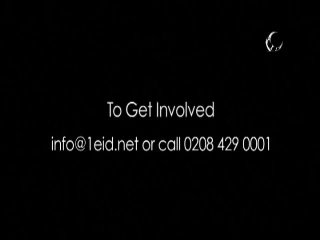 To Get Involved
info@1eid.net or call 0208 429 0001